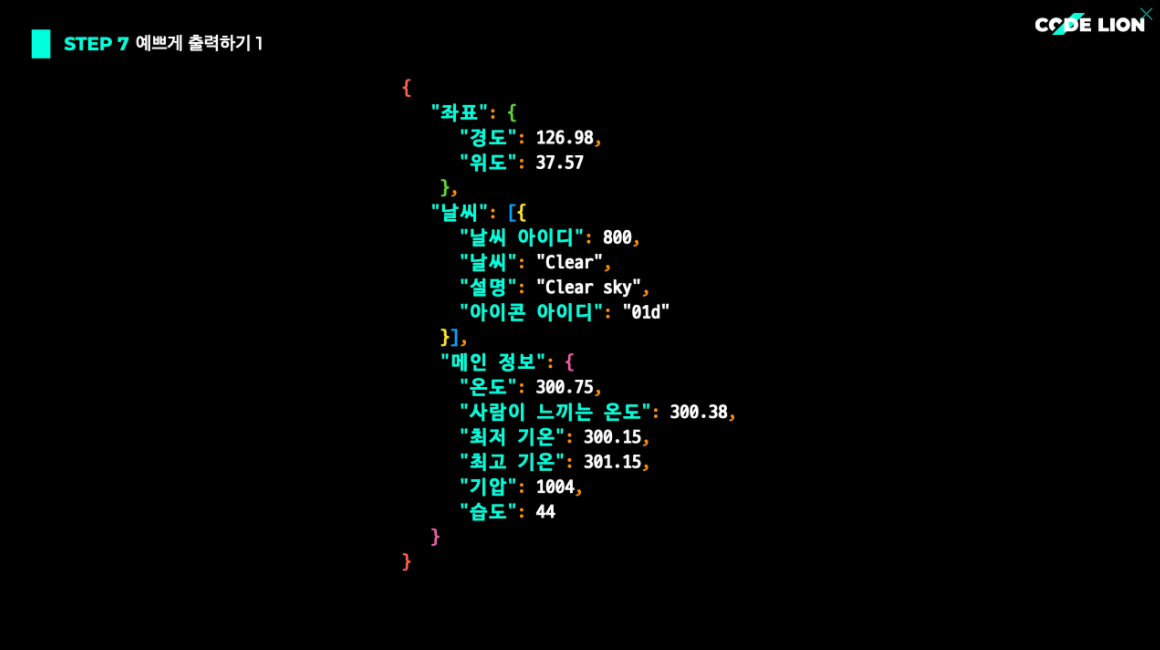 STEP 7 예쁘게 출력하기 1
CODE LION
{
"좌표": {
"경도": 126.98,
"위도": 37.57
},
"날씨": [{
"날씨 아이디": 800,
"날씨": "Clear",
"설명": "Clear sky",
"아이콘 아이디": "01d"
}],
"메인 정보": {
"온도": 300.75,
"사람이 느끼는 온도": 300.38,
"최저 기온": 300.15,
"최고 기온": 301.15,
"기압": 1004,
"습도": 44
}
}